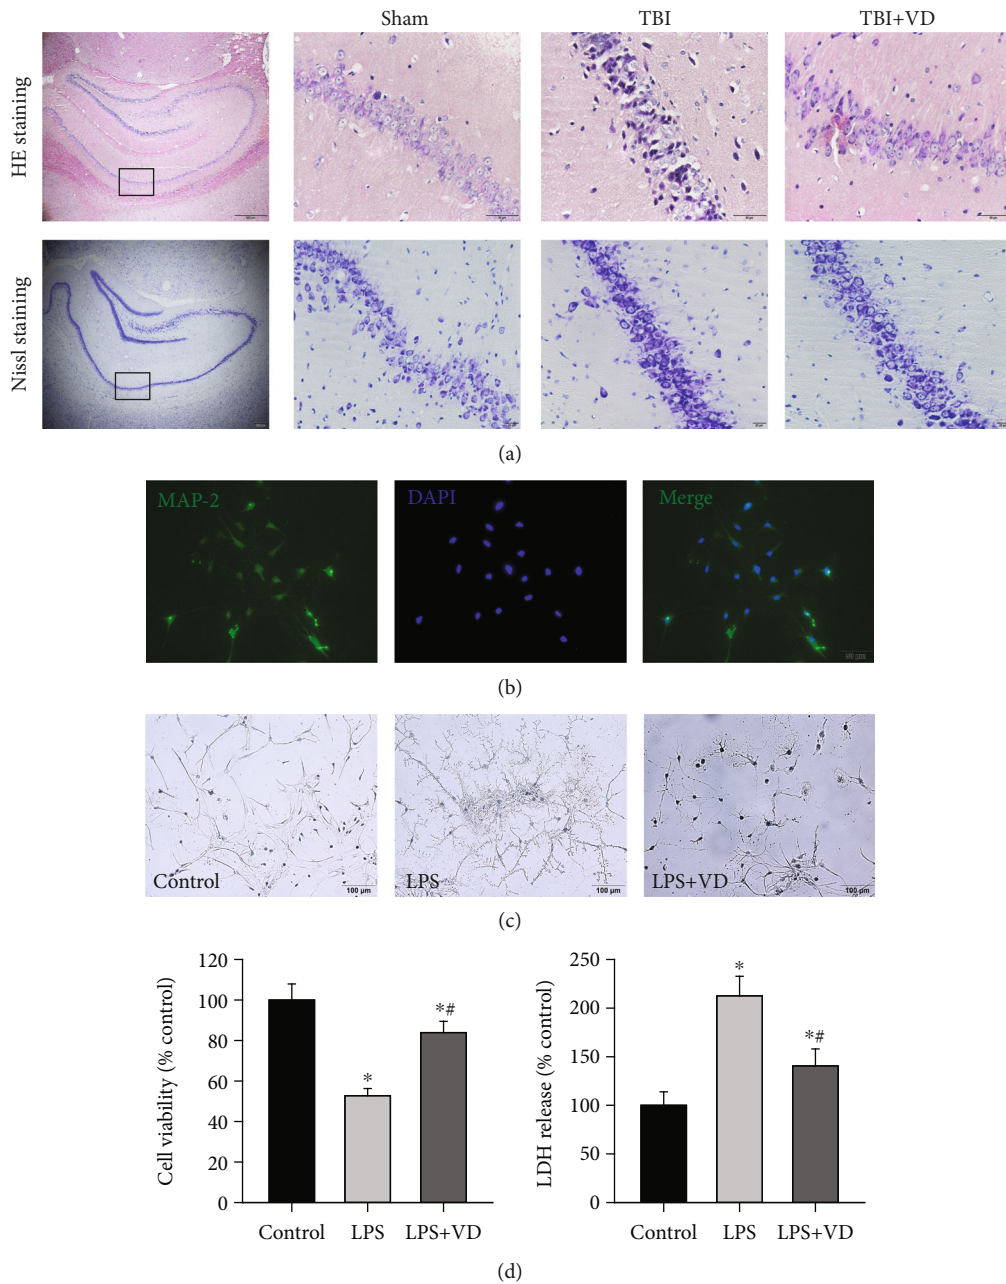 Sham TBI TBI+VD
HE staining
Nissl staining
(a)
MAP-2 DAPI Merge
(b)
Control LPS LPS+VD
100 μm 100 μm 100 μm
(c)
Cell viability (% control)
120
100
80
60
40
20
0
*
*#
Control LPS LPS+VD
LDH release (% control)
250
200
150
100
50
0
*
*#
Control LPS LPS+VD
(d)